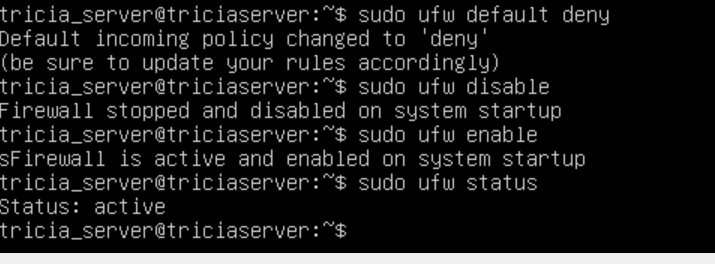 tricia_server@triciaserver:~$ sudo ufw default deny
Default incoming policy changed to 'deny'
(be sure to update your rules accordingly)
tricia_server@triciaserver:~$ sudo ufw disable
Firewall stopped and disabled on system startup
tricia_server@triciaserver:~$ sudo ufw enable
sFirewall is active and enabled on system startup
tricia_server@triciaserver:~$ sudo ufw status
Status: active
tricia_server@triciaserver:~$